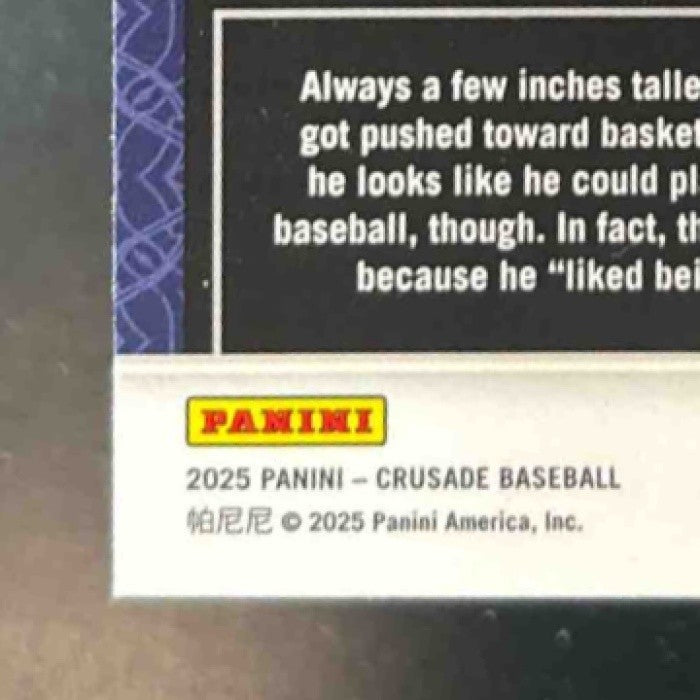 Always a few inches talle
got pushed toward basket
he looks like he could pl
baseball, though. In fact, th
because he “liked bei
PANINI
2025 PANINI – CRUSADE BASEBALL
帕尼尼 © 2025 Panini America, Inc.